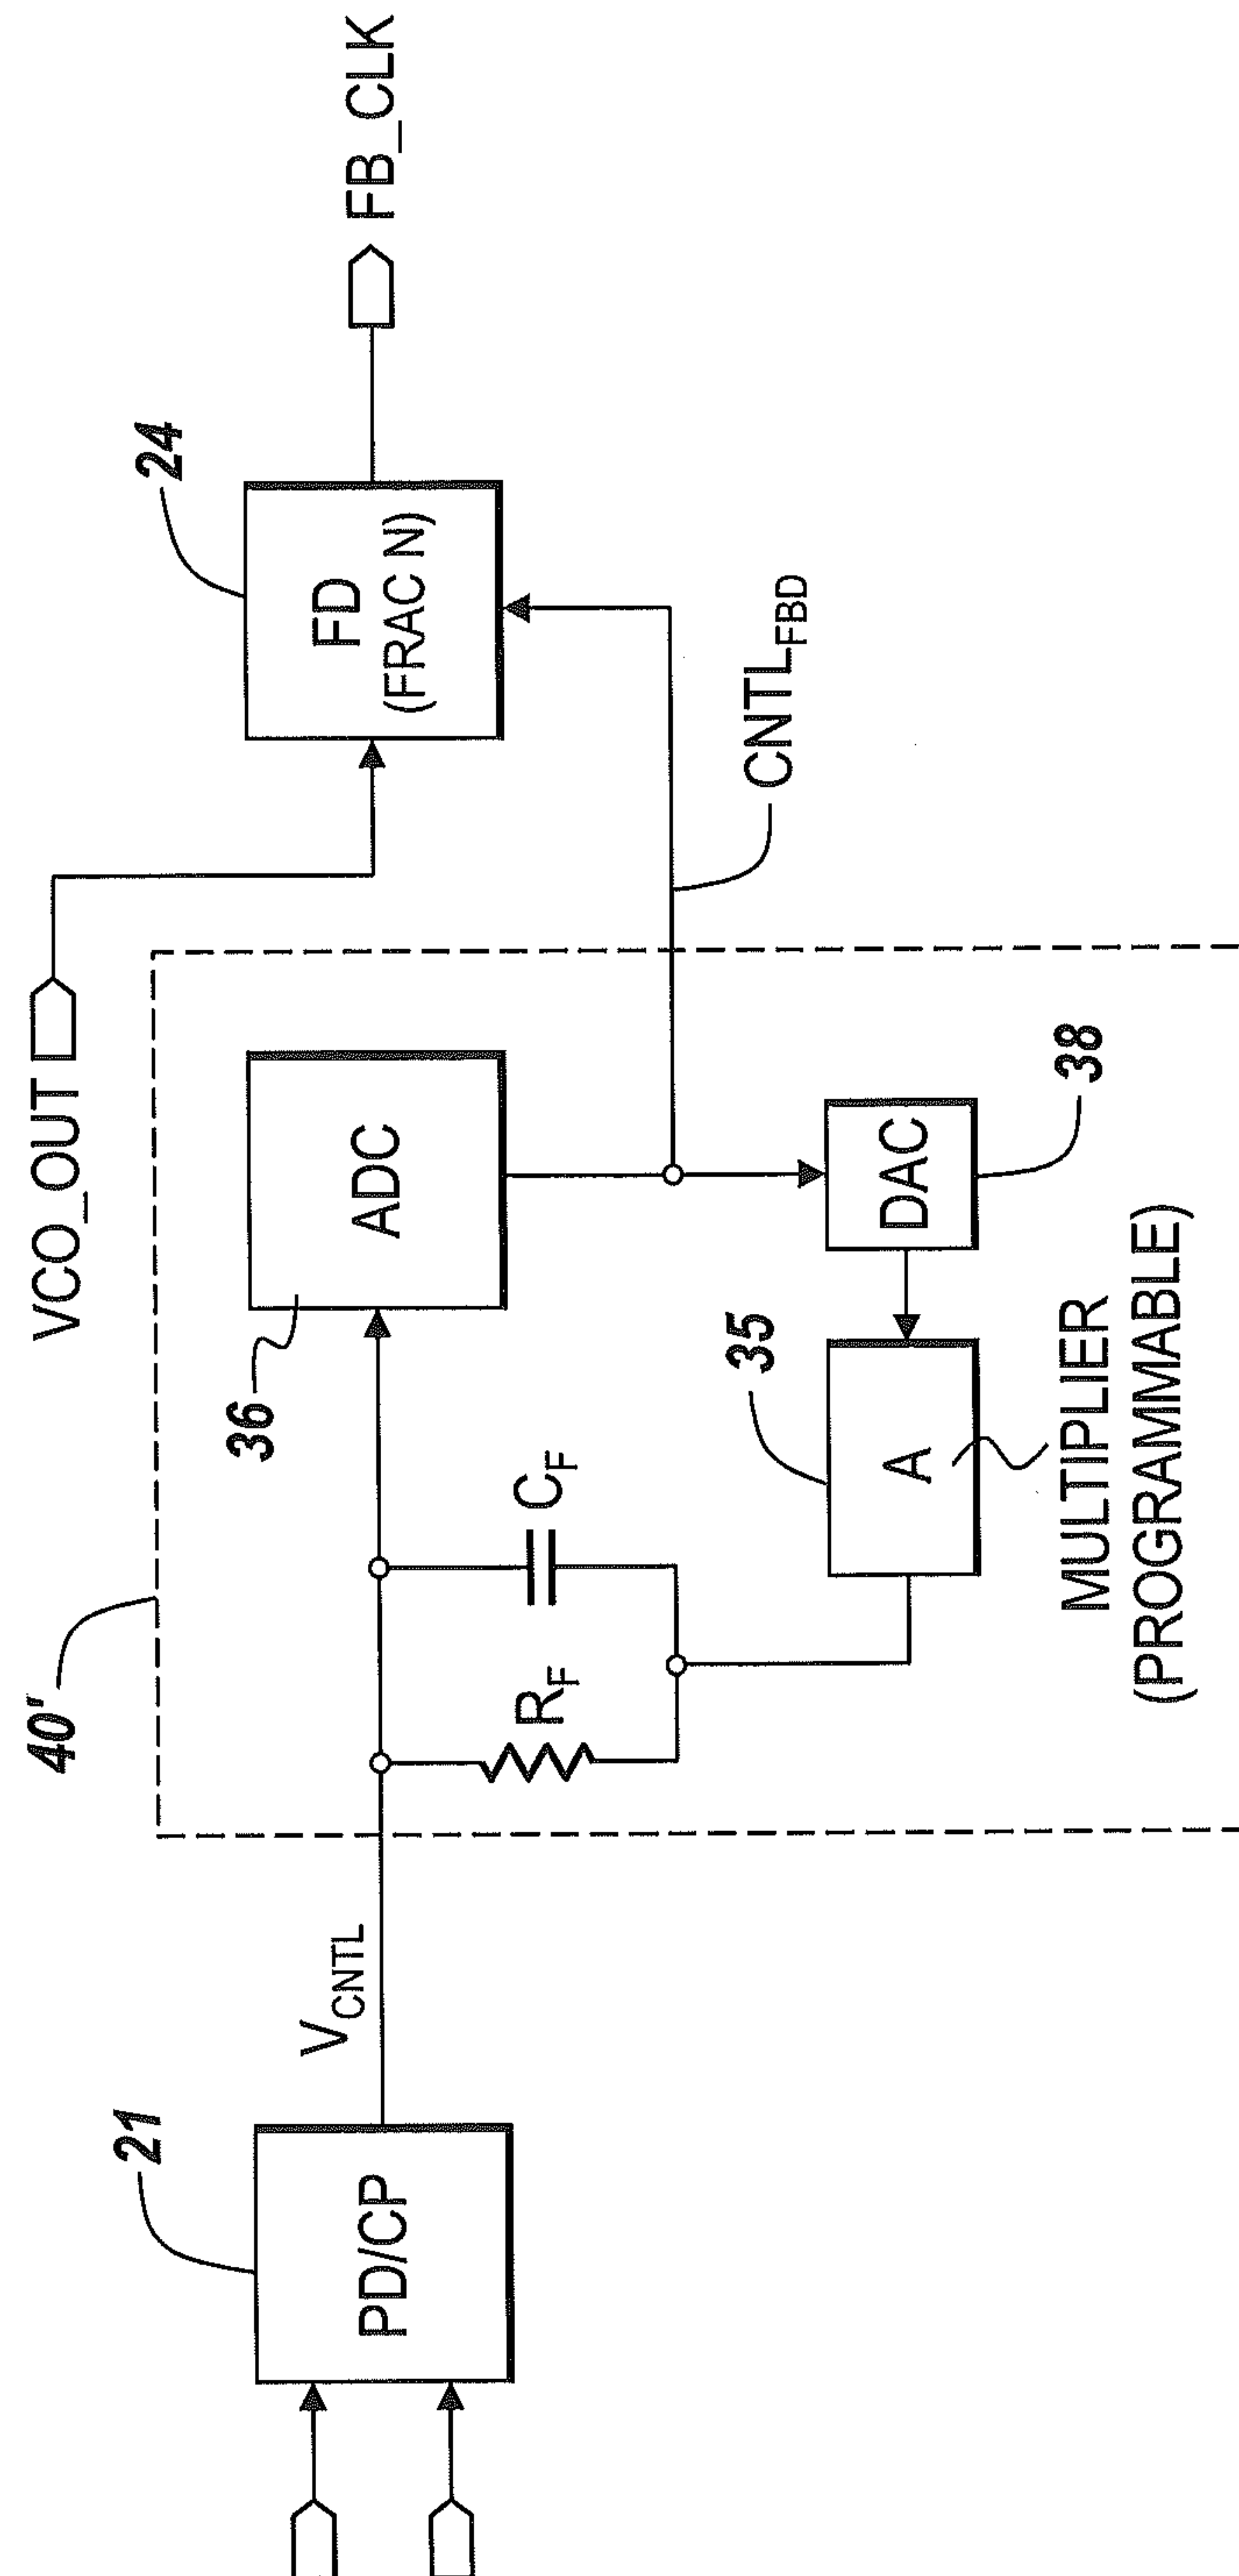 21
PD/CP
V_CNTL
40'
R_F
C_F
36
ADC
35
A
MULTIPLIER
(PROGRAMMABLE)
DAC
38
VCO_OUT
CNTL_FBD
24
FD
(FRAC N)
FB_CLK